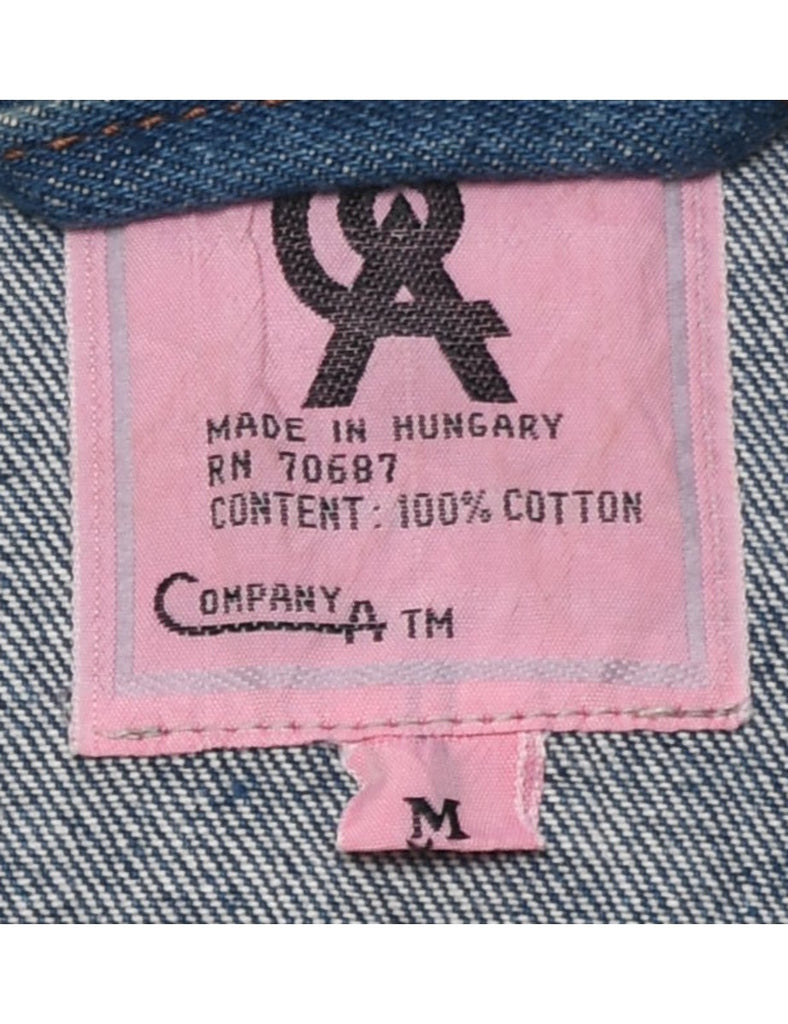 MADE IN HUNGARY
RN 70687
CONTENT: 100% COTTON
COMPANY A TM
M